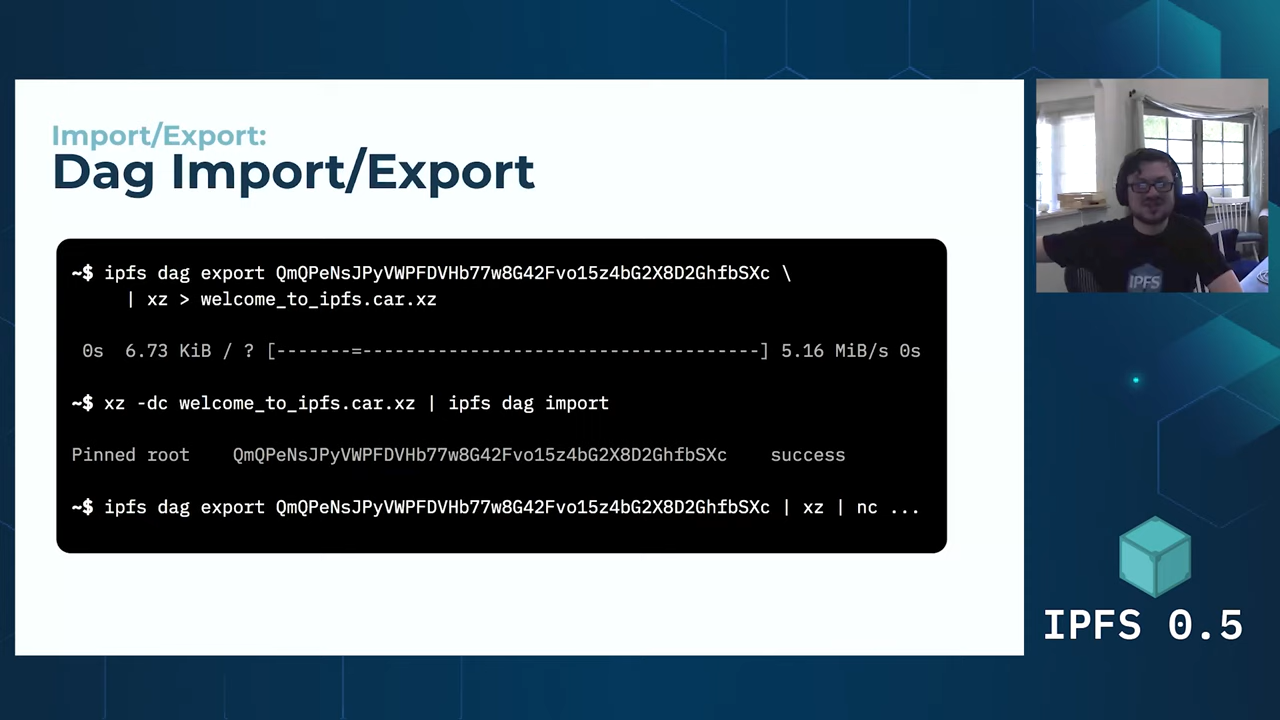 Import/Export:
Dag Import/Export
~$ ipfs dag export QmQPeNsJPyVWPFDVHb77w8G42Fvo15z4bG2X8D2GhfbSXc \
| xz > welcome_to_ipfs.car.xz
0s 6.73 KiB / ? [-------=-------------------------------------] 5.16 MiB/s 0s
~$ xz -dc welcome_to_ipfs.car.xz | ipfs dag import
Pinned root QmQPeNsJPyVWPFDVHb77w8G42Fvo15z4bG2X8D2GhfbSXc success
~$ ipfs dag export QmQPeNsJPyVWPFDVHb77w8G42Fvo15z4bG2X8D2GhfbSXc | xz | nc ...
IPFS
IPFS 0.5